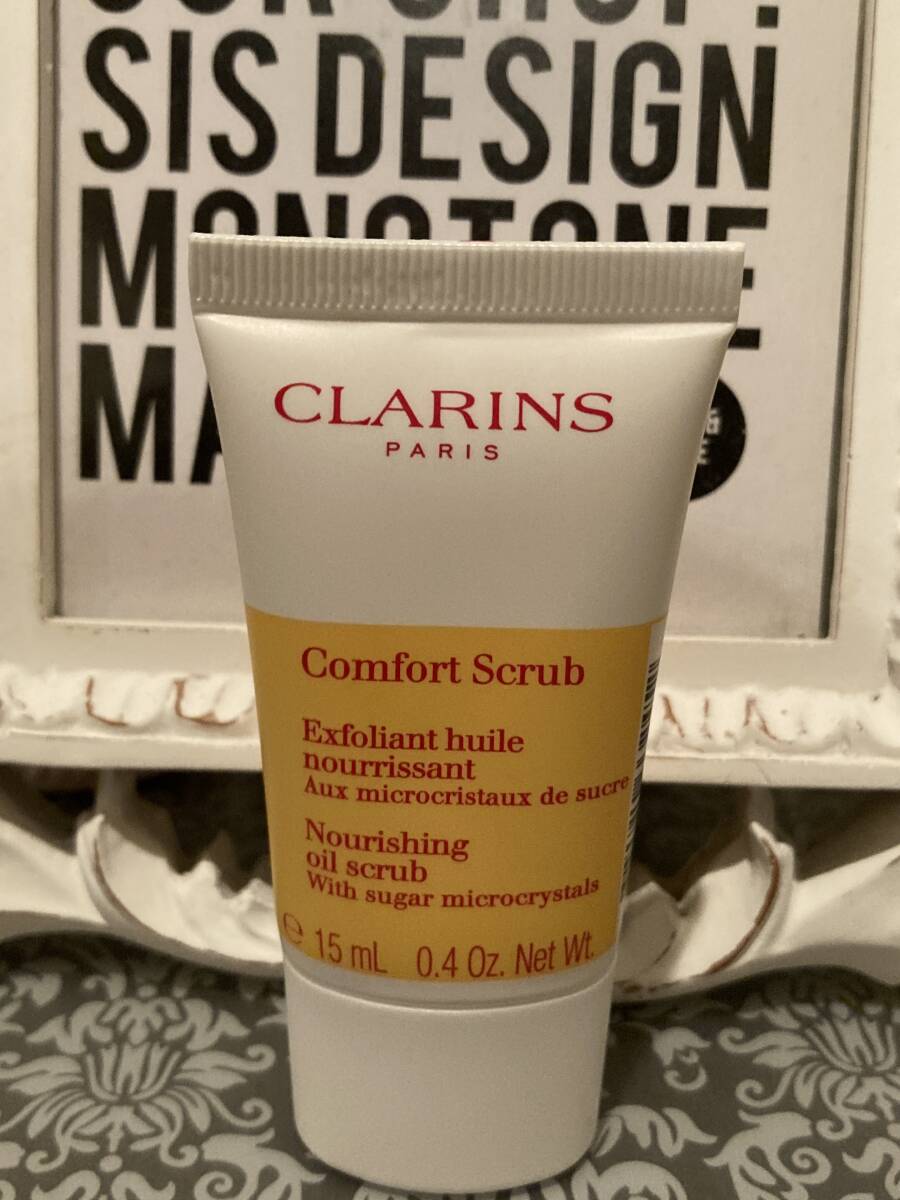 SIS DESIGN
CLARINS
PARIS
Comfort Scrub
Exfoliant huile
nourrissant
Aux microcristaux de sucre
Nourishing
oil scrub
With sugar microcrystals
℮ 15 mL 0.4 Oz. Net Wt.